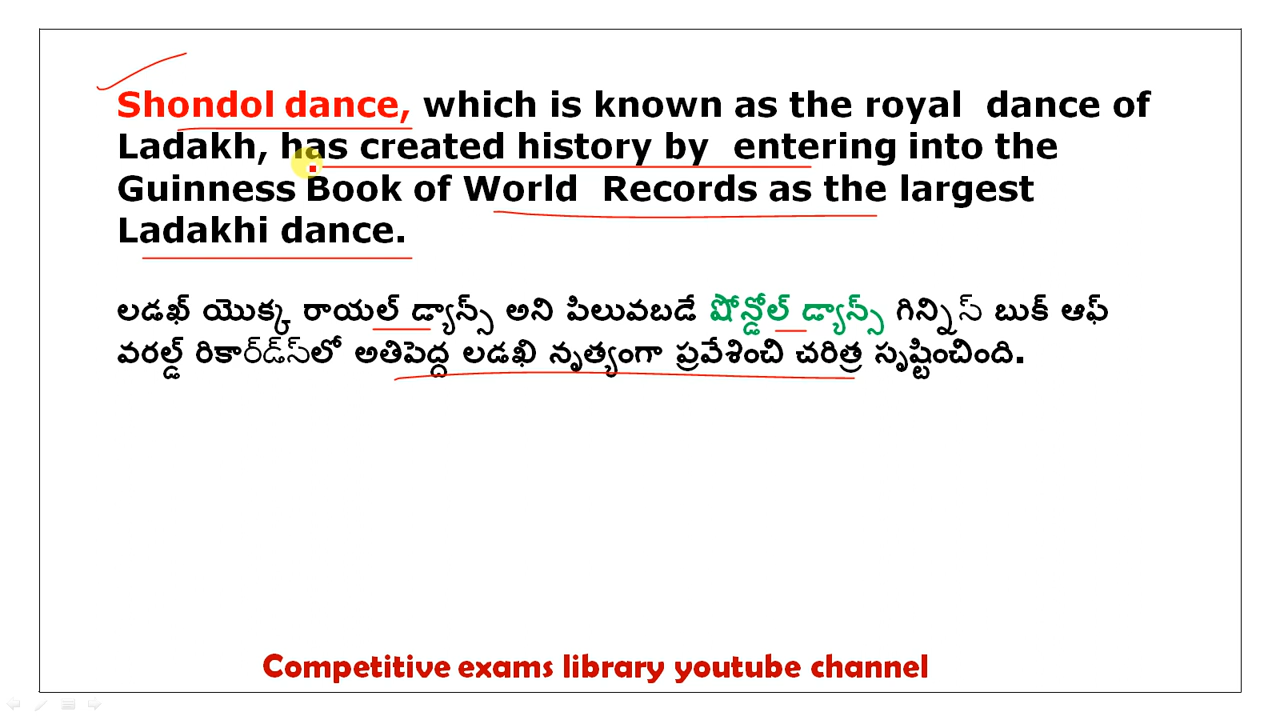 Shondol dance, which is known as the royal dance of
Ladakh, has created history by entering into the
Guinness Book of World Records as the largest
Ladakhi dance.
లడఖ్ యొక్క రాయల్ డ్యాన్స్ అని పిలువబడే షోన్డోల్ డ్యాన్స్ గిన్నిస్ బుక్ ఆఫ్
వరల్డ్ రికార్డ్స్‌లో అతిపెద్ద లడఖి నృత్యంగా ప్రవేశించి చరిత్ర సృష్టించింది.
Competitive exams library youtube channel